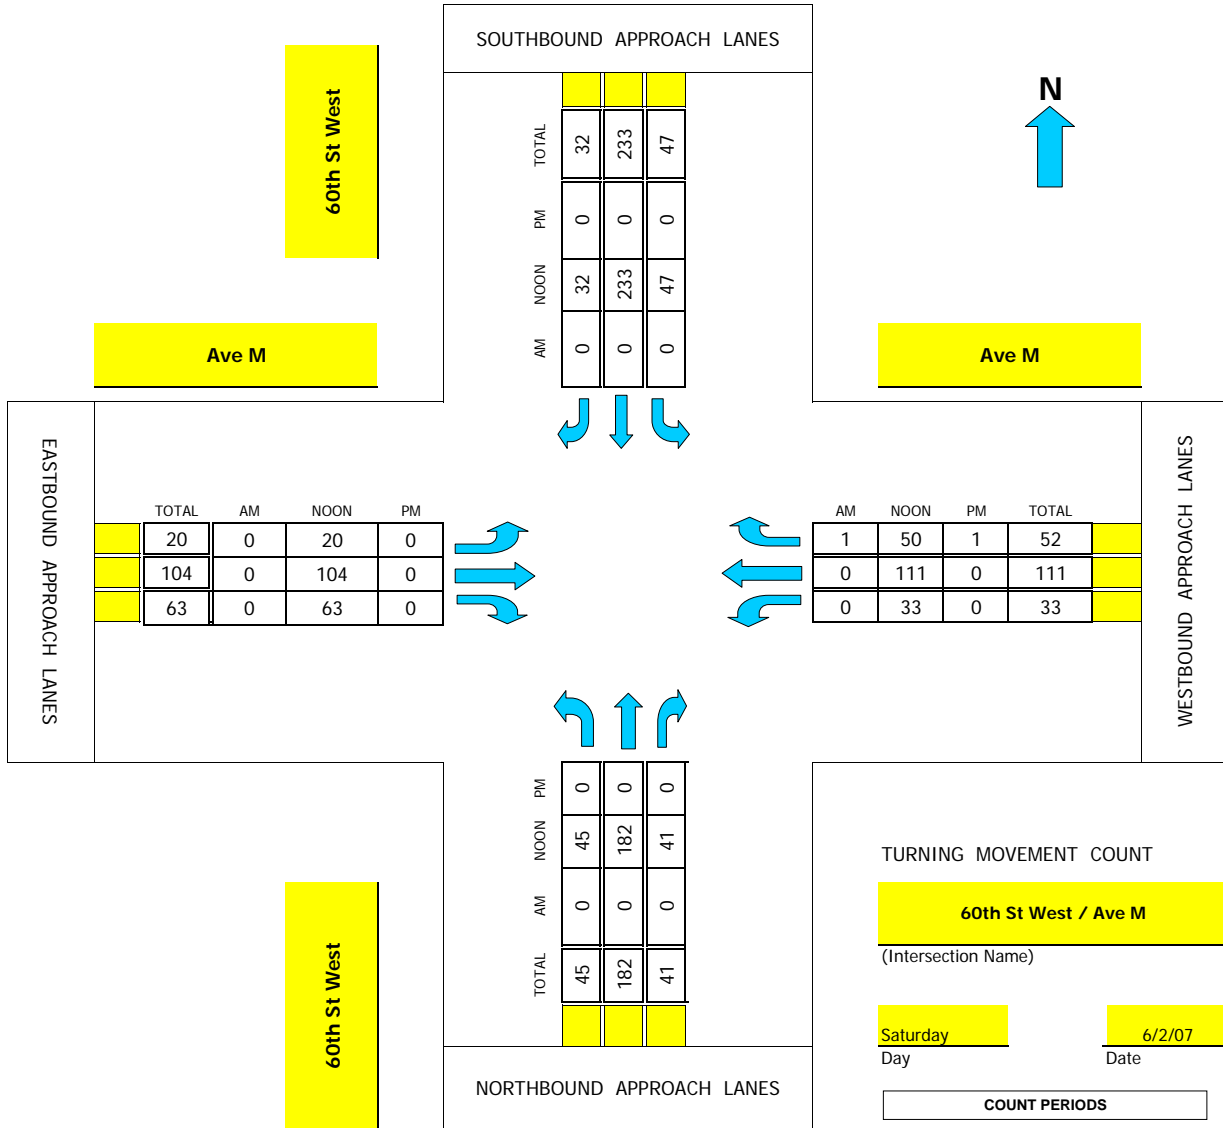 SOUTHBOUND APPROACH LANES
N
60th St West
TOTAL 32 233 47
PM 0 0 0
NOON 32 233 47
AM 0 0 0
Ave M
Ave M
EASTBOUND APPROACH LANES
TOTAL AM NOON PM
20 0 20 0
104 0 104 0
63 0 63 0
AM NOON PM TOTAL
1 50 1 52
0 111 0 111
0 33 0 33
WESTBOUND APPROACH LANES
PM 0 0 0
NOON 45 182 41
AM 0 0 0
TOTAL 45 182 41
60th St West
NORTHBOUND APPROACH LANES
TURNING MOVEMENT COUNT
60th St West / Ave M
(Intersection Name)
Saturday 6/2/07
Day Date
COUNT PERIODS